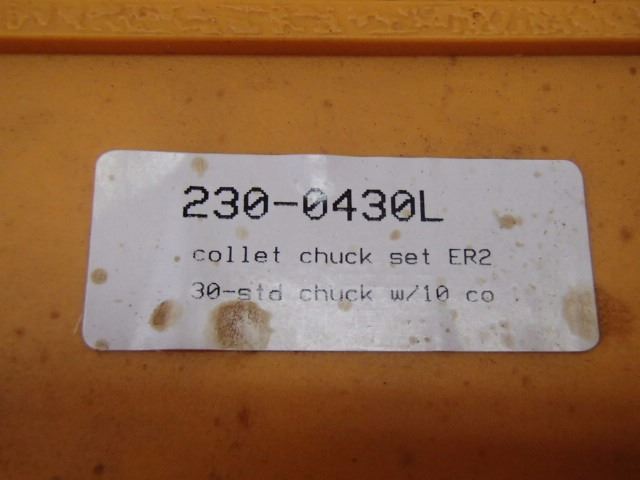 230-0430L
collet chuck set ER2
30-std chuck w/10 co